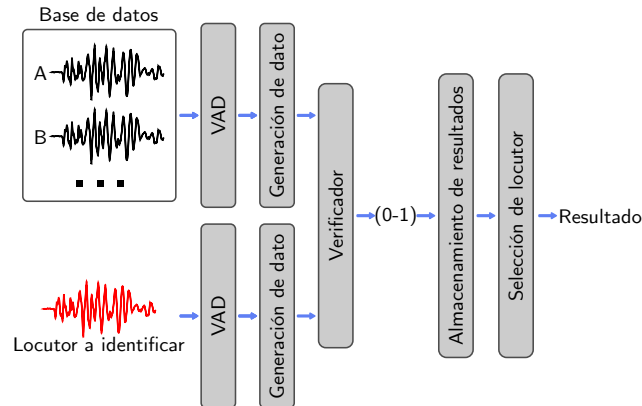 Base de datos
A
B
VAD
Generación de dato
Locutor a identificar
VAD
Generación de dato
Verificador
(0-1)
Almacenamiento de resultados
Selección de locutor
Resultado